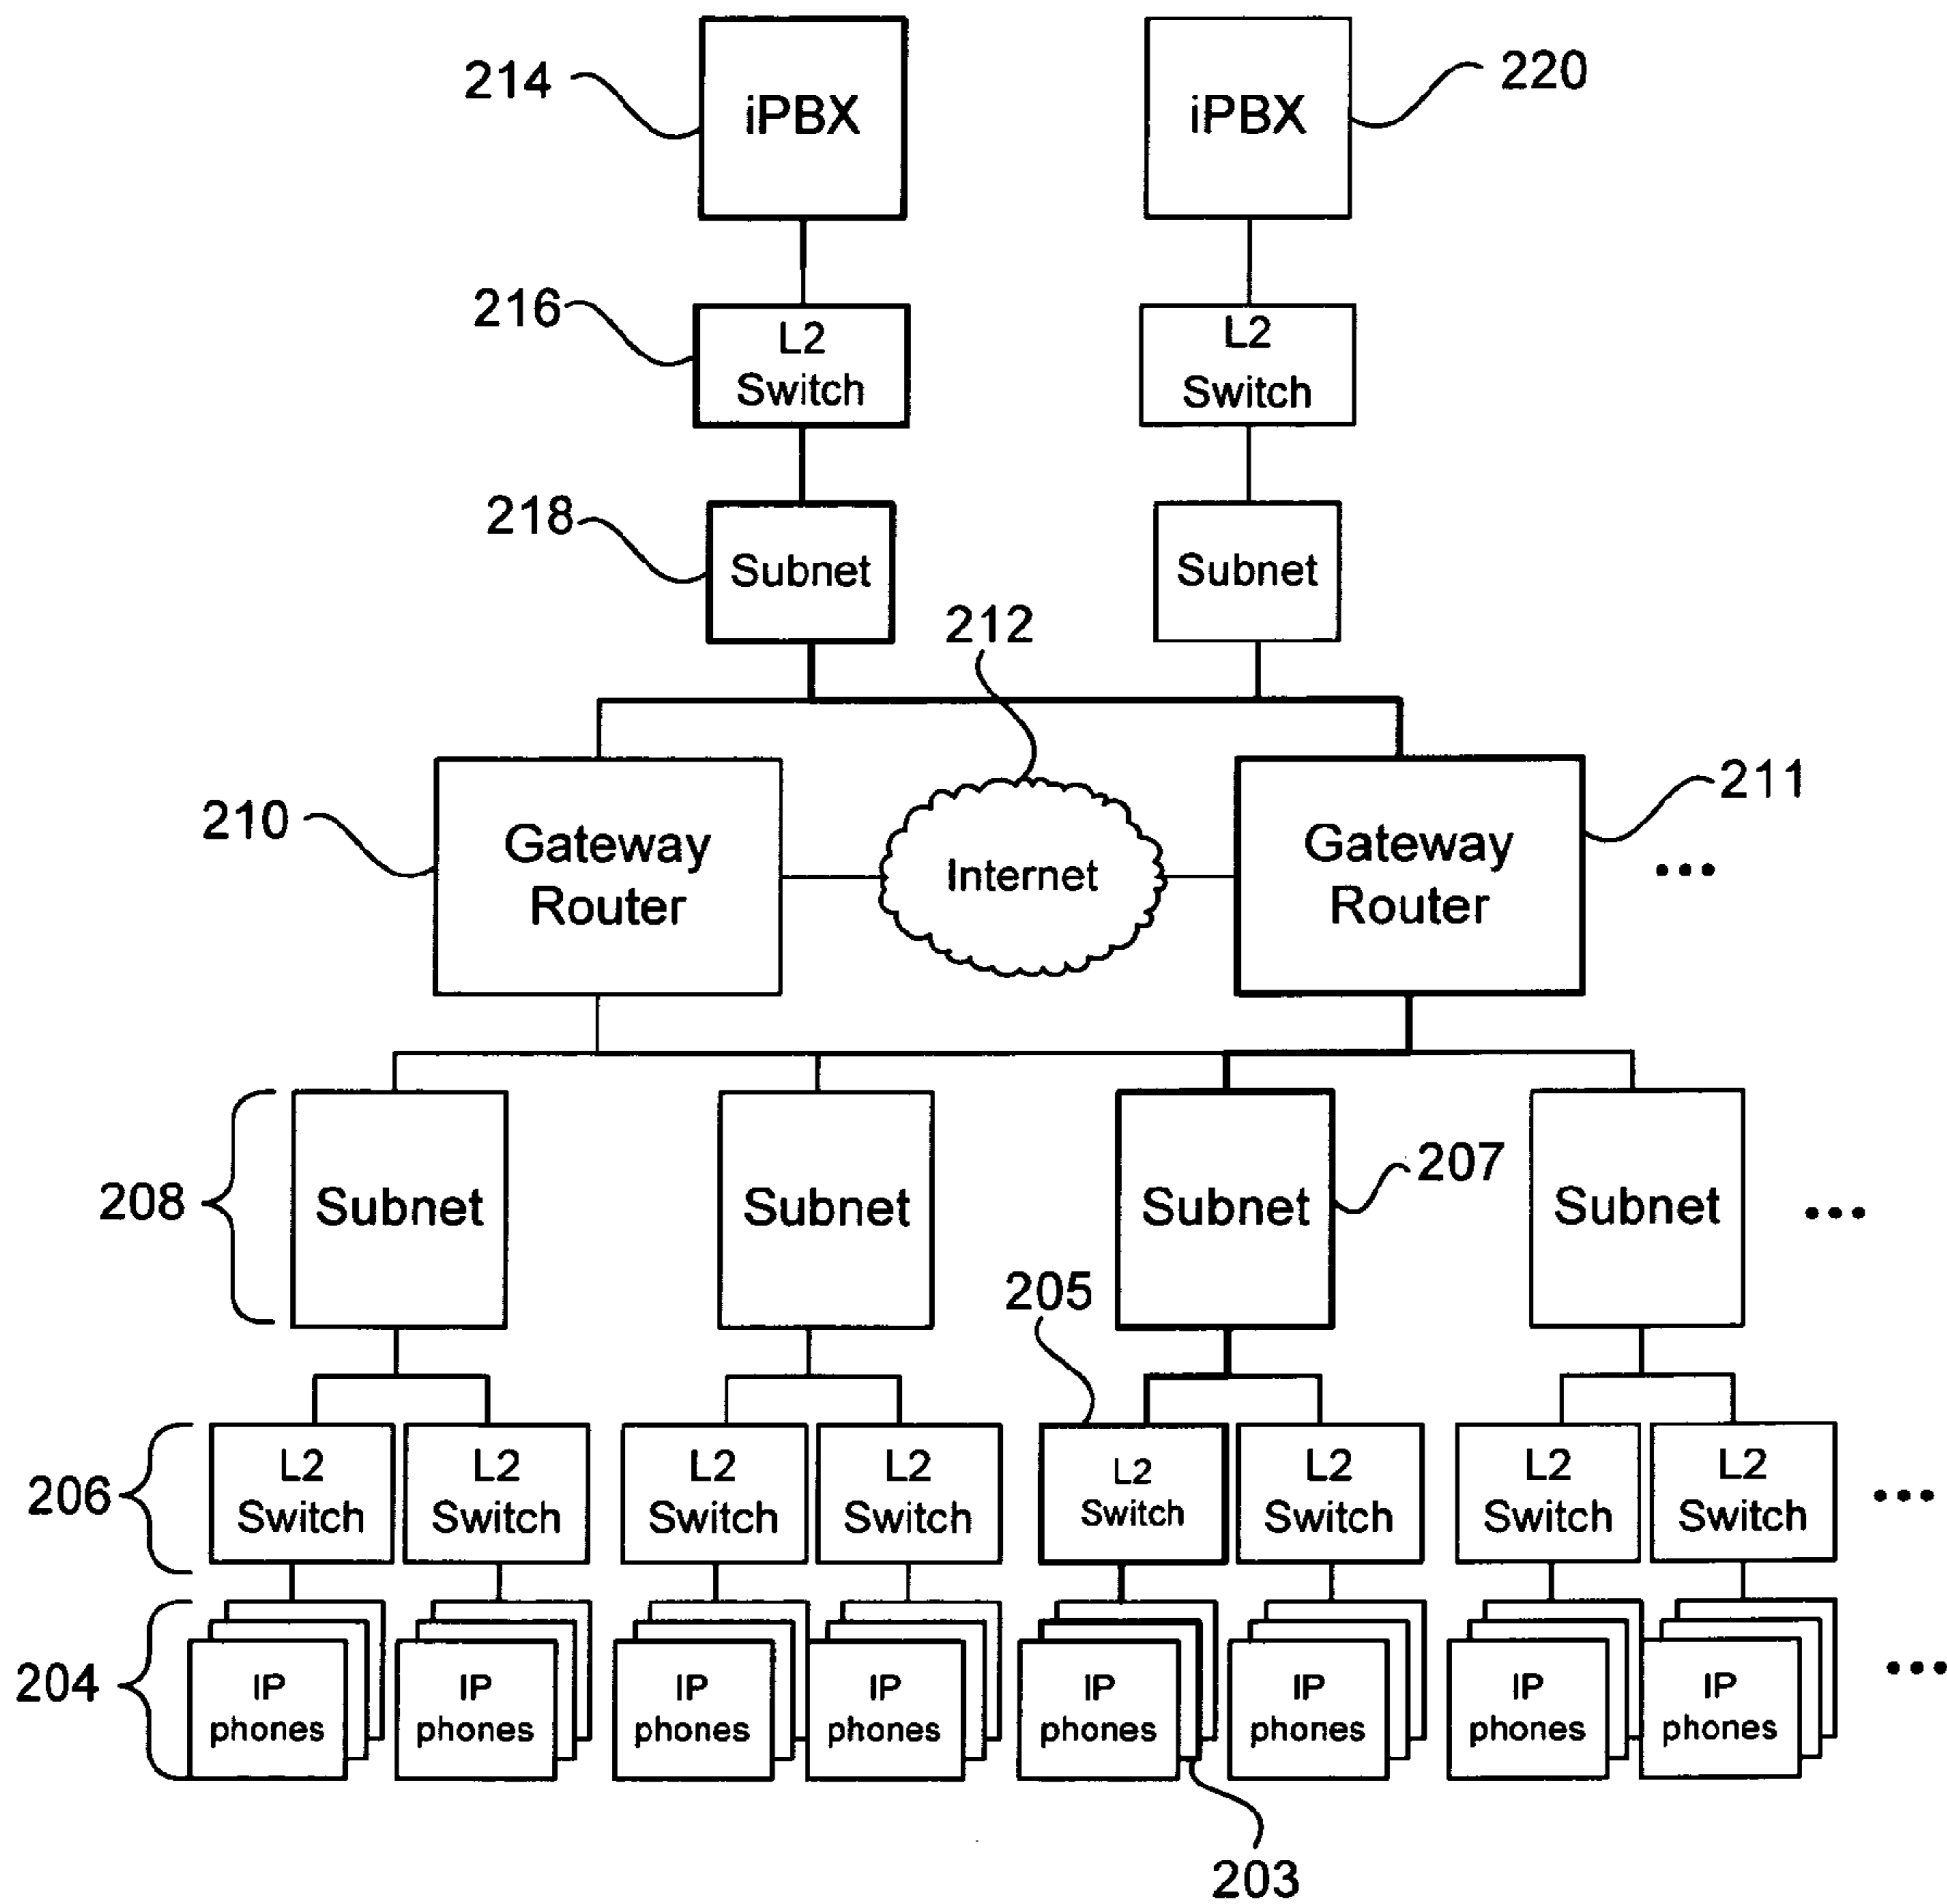 214
iPBX
iPBX
220
216
L2
Switch
L2
Switch
218
Subnet
Subnet
212
210
Gateway
Router
Internet
Gateway
Router
211
...
208
Subnet
Subnet
Subnet
207
Subnet
...
205
206
L2
Switch
L2
Switch
L2
Switch
L2
Switch
L2
Switch
L2
Switch
L2
Switch
L2
Switch
...
204
IP
phones
IP
phones
IP
phones
IP
phones
IP
phones
IP
phones
IP
phones
IP
phones
...
203